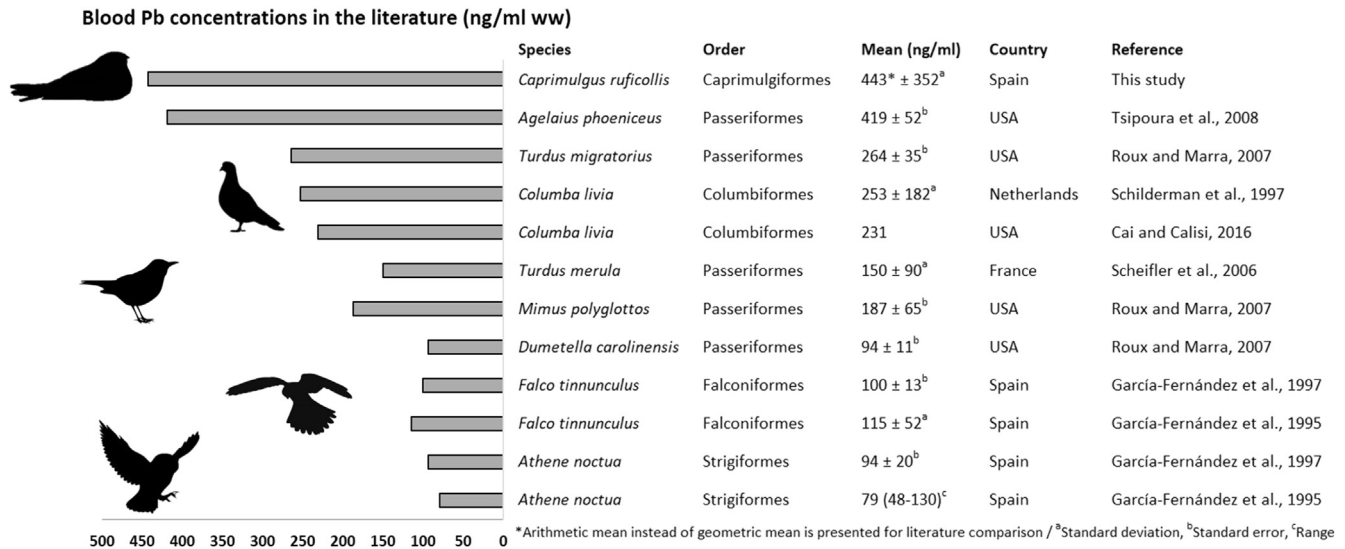 Blood Pb concentrations in the literature (ng/ml ww)
Species Order Mean (ng/ml) Country Reference
Caprimulgus ruficollis Caprimulgiformes 443* ± 352ᵃ Spain This study
Agelaius phoeniceus Passeriformes 419 ± 52ᵇ USA Tsipoura et al., 2008
Turdus migratorius Passeriformes 264 ± 35ᵇ USA Roux and Marra, 2007
Columba livia Columbiformes 253 ± 182ᵃ Netherlands Schilderman et al., 1997
Columba livia Columbiformes 231 USA Cai and Calisi, 2016
Turdus merula Passeriformes 150 ± 90ᵃ France Scheifler et al., 2006
Mimus polyglottos Passeriformes 187 ± 65ᵇ USA Roux and Marra, 2007
Dumetella carolinensis Passeriformes 94 ± 11ᵇ USA Roux and Marra, 2007
Falco tinnunculus Falconiformes 100 ± 13ᵇ Spain García-Fernández et al., 1997
Falco tinnunculus Falconiformes 115 ± 52ᵃ Spain García-Fernández et al., 1995
Athene noctua Strigiformes 94 ± 20ᵇ Spain García-Fernández et al., 1997
Athene noctua Strigiformes 79 (48-130)ᶜ Spain García-Fernández et al., 1995
*Arithmetic mean instead of geometric mean is presented for literature comparison / ᵃStandard deviation, ᵇStandard error, ᶜRange
500 450 400 350 300 250 200 150 100 50 0